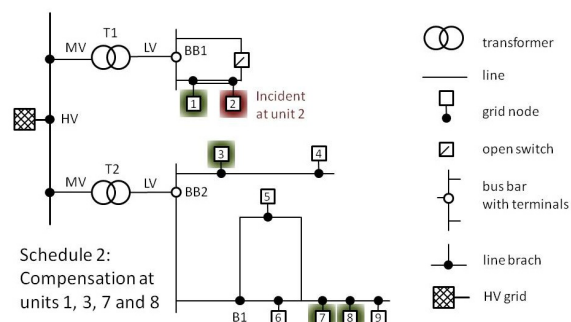 T1
MV
LV
BB1
1
2
Incident
at unit 2
HV
3
4
T2
MV
LV
BB2
5
Schedule 2:
Compensation at
units 1, 3, 7 and 8
B1
6
7
8
9
transformer
line
grid node
open switch
bus bar
with terminals
line brach
HV grid